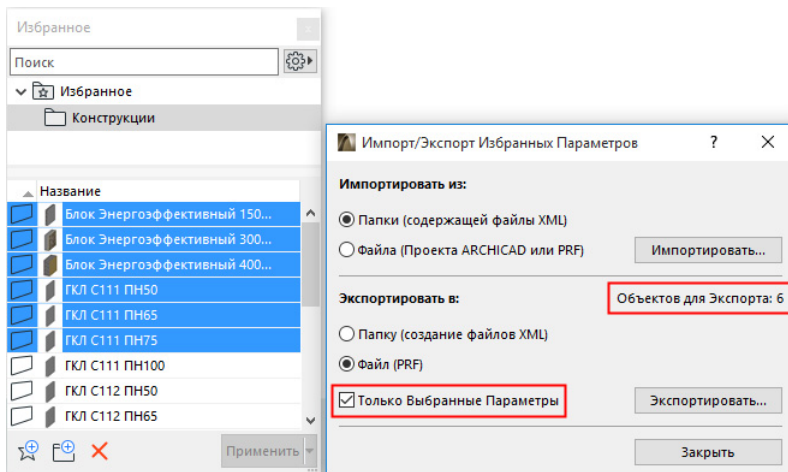 Избранное
Поиск
Избранное
Конструкции
Название
Блок Энергоэффективный 150...
Блок Энергоэффективный 300...
Блок Энергоэффективный 400...
ГКЛ С111 ПН50
ГКЛ С111 ПН65
ГКЛ С111 ПН75
ГКЛ С111 ПН100
ГКЛ С112 ПН50
ГКЛ С112 ПН65
Применить
Импорт/Экспорт Избранных Параметров
Импортировать из:
Папки (содержащей файлы XML)
Файла (Проекта ARCHICAD или PRF)
Импортировать...
Экспортировать в:
Объектов для Экспорта: 6
Папку (создание файлов XML)
Файл (PRF)
Только Выбранные Параметры
Экспортировать...
Закрыть